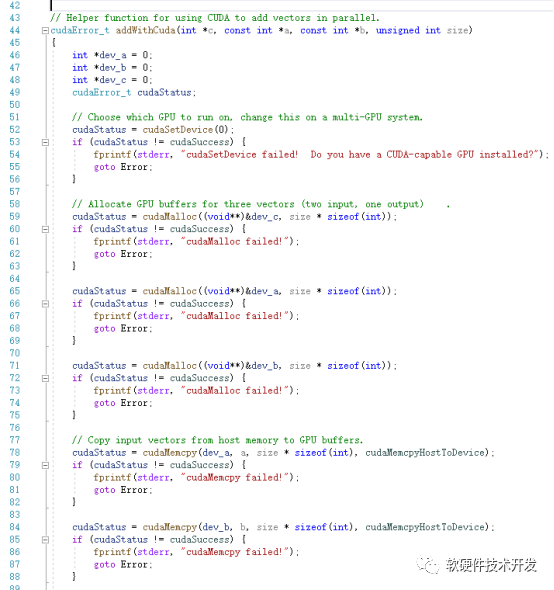 42
43 // Helper function for using CUDA to add vectors in parallel.
44 cudaError_t addWithCuda(int *c, const int *a, const int *b, unsigned int size)
45 {
46     int *dev_a = 0;
47     int *dev_b = 0;
48     int *dev_c = 0;
49     cudaError_t cudaStatus;
50
51     // Choose which GPU to run on, change this on a multi-GPU system.
52     cudaStatus = cudaSetDevice(0);
53     if (cudaStatus != cudaSuccess) {
54         fprintf(stderr, "cudaSetDevice failed!  Do you have a CUDA-capable GPU installed?");
55         goto Error;
56     }
57
58     // Allocate GPU buffers for three vectors (two input, one output)    .
59     cudaStatus = cudaMalloc((void**)&dev_c, size * sizeof(int));
60     if (cudaStatus != cudaSuccess) {
61         fprintf(stderr, "cudaMalloc failed!");
62         goto Error;
63     }
64
65     cudaStatus = cudaMalloc((void**)&dev_a, size * sizeof(int));
66     if (cudaStatus != cudaSuccess) {
67         fprintf(stderr, "cudaMalloc failed!");
68         goto Error;
69     }
70
71     cudaStatus = cudaMalloc((void**)&dev_b, size * sizeof(int));
72     if (cudaStatus != cudaSuccess) {
73         fprintf(stderr, "cudaMalloc failed!");
74         goto Error;
75     }
76
77     // Copy input vectors from host memory to GPU buffers.
78     cudaStatus = cudaMemcpy(dev_a, a, size * sizeof(int), cudaMemcpyHostToDevice);
79     if (cudaStatus != cudaSuccess) {
80         fprintf(stderr, "cudaMemcpy failed!");
81         goto Error;
82     }
83
84     cudaStatus = cudaMemcpy(dev_b, b, size * sizeof(int), cudaMemcpyHostToDevice);
85     if (cudaStatus != cudaSuccess) {
86         fprintf(stderr, "cudaMemcpy failed!");
87         goto Error;
软硬件技术开发
88     }
89